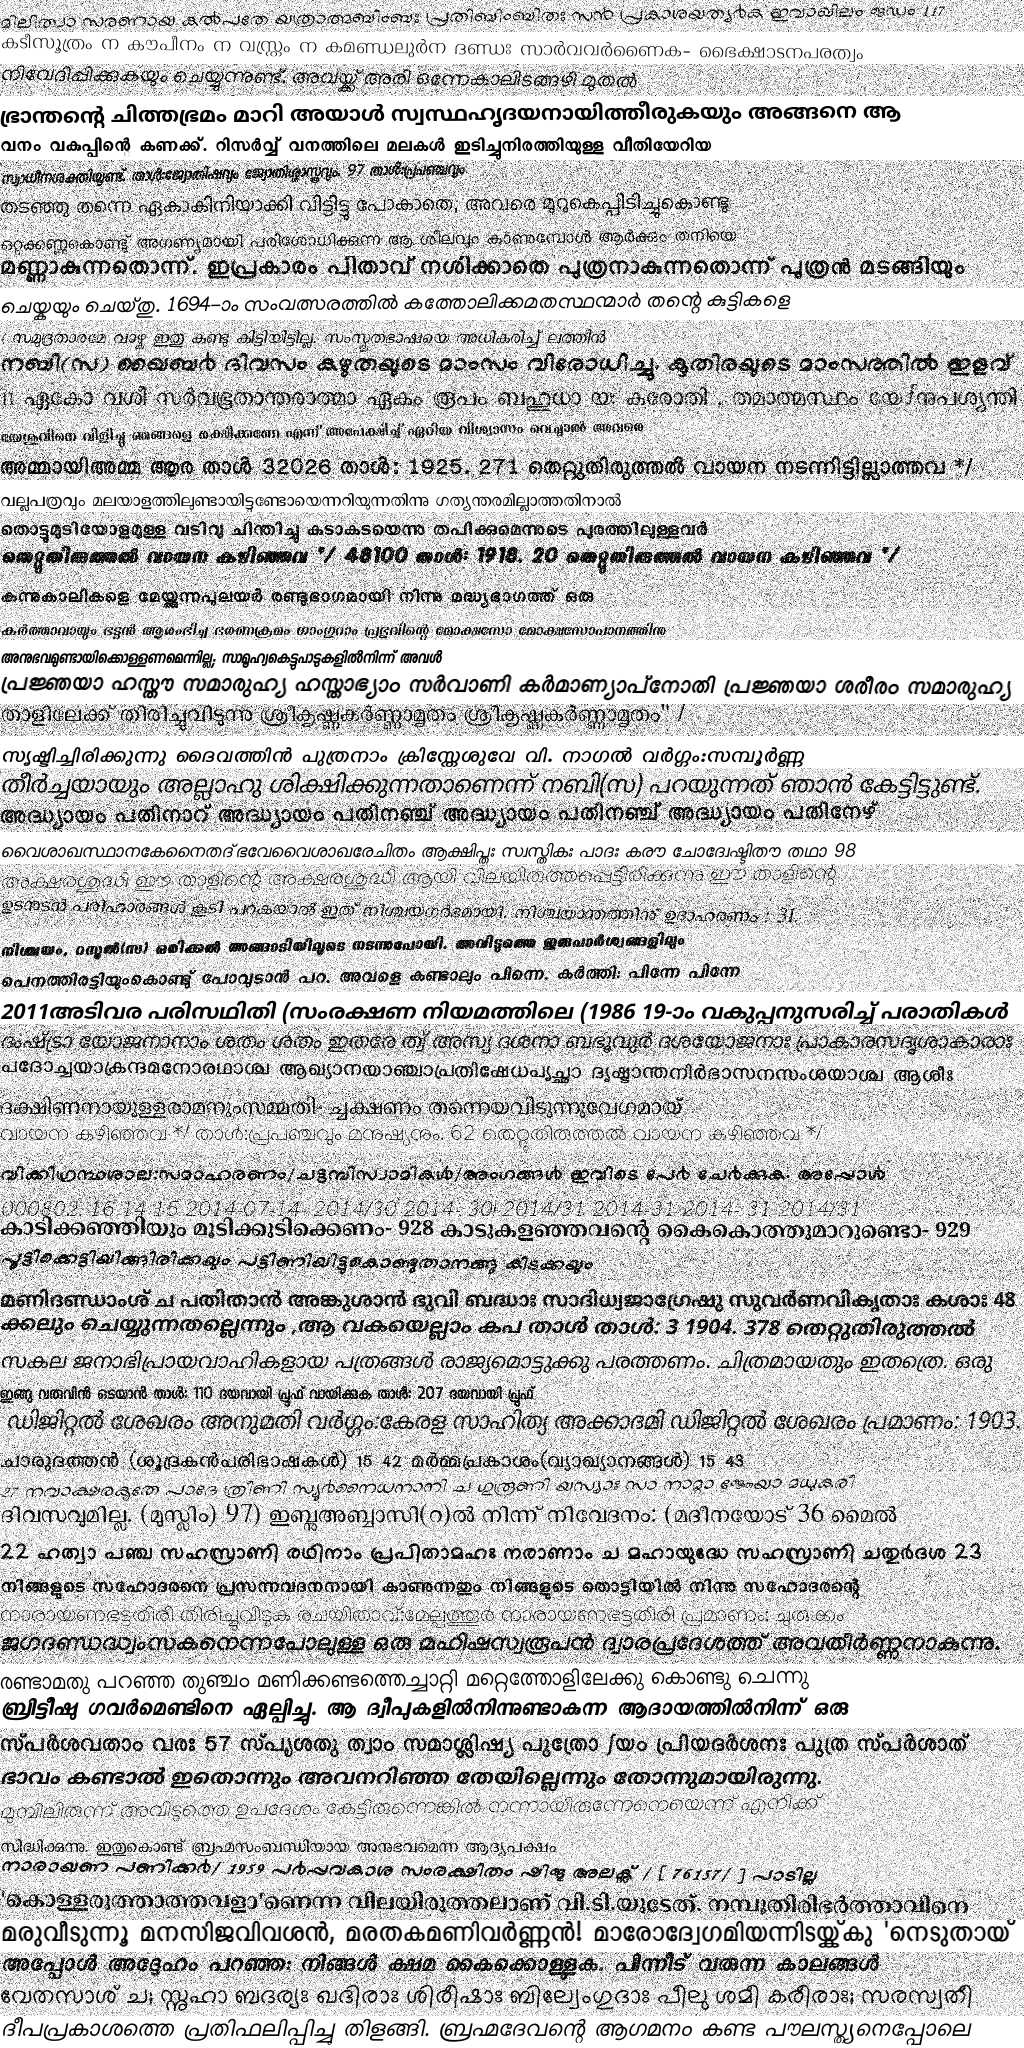 മിലിത്വാ സരണായ കൽപതേ യത്രാത്മബിംബഃ പ്രതിബിംബിതഃ സൻ പ്രകാശയത്യർക ഇവാഖിലം ജഡം 117
കടീസൂത്രം ന കൗപീനം ന വസ്ത്രം ന കമണ്ഡലുർന ദണ്ഡഃ സാർവവർണൈക- ഭൈക്ഷാടനപരത്വം
നിവേദിപ്പിക്കുകയും ചെയ്യുന്നുണ്ട്. അവയ്ക്ക് അരി ഒന്നേകാലിടങ്ങഴി മുതൽ
ഭ്രാന്തന്റെ ചിത്തഭ്രമം മാറി അയാൾ സ്വസ്ഥഹൃദയനായിത്തീരുകയും അങ്ങനെ ആ
വനം വകുപ്പിന്റെ കണക്ക്. റിസർവ്വ് വനത്തിലെ മലകൾ ഇടിച്ചുനിരത്തിയുള്ള വീതിയേറിയ
സ്വാധീനശക്തിയുണ്ട്. താൾ:ജ്യോതിഷവും ജ്യോതിശ്ശാസ്ത്രവും. 97 താൾ:പ്രപഞ്ചവും
തടഞ്ഞു തന്നെ ഏകാകിനിയാക്കി വിട്ടിട്ടു പോകാതെ, അവരെ മുറുകെപ്പിടിച്ചുകൊണ്ടു
ഒറ്റക്കണ്ണുകൊണ്ടു് അഗണ്യമായി പരിശോധിക്കുന്ന ആ ശീലവും കാണുമ്പോൾ ആർക്കും തനിയെ
മണ്ണാകുന്നതൊന്ന്. ഇപ്രകാരം പിതാവ് നശിക്കാതെ പുത്രനാകുന്നതൊന്ന് പുത്രൻ മടങ്ങിയും
ചെയ്കയും ചെയ്തു. 1694–ാം സംവത്സരത്തിൽ കത്തോലിക്കമതസ്ഥന്മാർ തന്റെ കുട്ടികളെ
( സമുദ്രതാരമേ വാഴ്ക ഇതു കണ്ടു കിട്ടിയിട്ടില്ല. സംസ്കൃതഭാഷയെ അധികരിച്ച് ലത്തീൻ
നബി(സ) ഖൈബർ ദിവസം കഴുതയുടെ മാംസം വിരോധിച്ചു. കുതിരയുടെ മാംസത്തിൽ ഇളവ്
11 ഏകോ വശീ സർവഭൂതാന്തരാത്മാ ഏകം രൂപം ബഹുധാ യഃ കരോതി . തമാത്മസ്ഥം യേഽനുപശ്യന്തി
യേശുവിനെ വിളിച്ചു ഞങ്ങളെ രക്ഷിക്കണേ എന്ന് അപേക്ഷിച്ച് ഏറിയ വിശ്വാസം വെച്ചാൽ അവരെ
അമ്മായിഅമ്മ ആര താൾ 32026 താൾ: 1925. 271 തെറ്റുതിരുത്തൽ വായന നടന്നിട്ടില്ലാത്തവ */
വല്ലപത്രവും മലയാളത്തിലുണ്ടായിട്ടുണ്ടോയെന്നറിയുന്നതിന്നു ഗത്യന്തരമില്ലാത്തതിനാൽ
തൊട്ടുമുടിയോളമുള്ള വടിവു ചിന്തിച്ചു കടാകടയെന്നു തപിക്കുമെന്നുടെ പുരത്തിലുള്ളവർ
തെറ്റുതിരുത്തൽ വായന കഴിഞ്ഞവ "/ 48100 താൾ: 1918. 20 തെറ്റുതിരുത്തൽ വായന കഴിഞ്ഞവ "/
കന്നുകാലികളെ മേയ്ക്കുന്നപുലയർ രണ്ടുഭാഗമായി നിന്നു മദ്ധ്യഭാഗത്ത് ഒരു
കർത്താവായും ഭട്ടൻ ആരംഭിച്ച ഭരണക്രമം ഗാംഗുറാം പ്രഭുവിന്റെ മോക്ഷസോ മോക്ഷസോപാനത്തിനു
അനുഭവമുണ്ടായിക്കൊള്ളണമെന്നില്ല; സാമൂഹ്യകെട്ടുപാടുകളിൽനിന്ന് അവൾ
പ്രജ്ഞയാ ഹസ്തൗ സമാരുഹ്യ ഹസ്താഭ്യാം സർവാണി കർമാണ്യാപ്നോതി പ്രജ്ഞയാ ശരീരം സമാരുഹ്യ
താളിലേക്ക് തിരിച്ചുവിടുന്നു ശ്രീകൃഷ്ണകർണ്ണാമൃതം ശ്രീകൃഷ്ണകർണ്ണാമൃതം" /
സൃഷ്ടിച്ചിരിക്കുന്നു ദൈവത്തിൻ പുത്രനാം ക്രിസ്തേശുവേ വി. നാഗൽ വർഗ്ഗം:സമ്പൂർണ്ണ
തീർച്ചയായും അല്ലാഹു ശിക്ഷിക്കുന്നതാണെന്ന് നബി(സ) പറയുന്നത് ഞാൻ കേട്ടിട്ടുണ്ട്.
അദ്ധ്യായം പതിനാറ് അദ്ധ്യായം പതിനഞ്ച് അദ്ധ്യായം പതിനഞ്ച് അദ്ധ്യായം പതിനേഴ്
വൈശാഖസ്ഥാനകേനൈതദ് ഭവേവൈശാഖരേചിതം ആക്ഷിപ്തഃ സ്വസ്തികഃ പാദഃ കരൗ ചോദ്വേഷ്ടിതൗ തഥാ 98
അക്ഷരശുദ്ധി ഈ താളിന്റെ അക്ഷരശുദ്ധി ആയി വിലയിരുത്തപ്പെട്ടിരിക്കുന്നു ഈ താളിന്റെ
ഉടനുടൻ പരിഹാരങ്ങൾ കൂടി പറകയാൽ ഇത് നിശ്ചയഗർഭമായി. നിശ്ചയാന്തത്തിനു് ഉദാഹരണം : 31.
നിശ്ചയം, റസൂൽ(സ) ഒരിക്കൽ അങ്ങാടിയിലൂടെ നടന്നുപോയി. അവിടുത്തെ ഇരുപാർശ്വങ്ങളിലും
പെനത്തിരട്ടിയുംകൊണ്ടു് പോവുടാൻ പറ. അവളെ കണ്ടാലും പിന്നെ. കർത്തി: പിന്നേ പിന്നേ
2011അടിവര പരിസ്ഥിതി (സംരക്ഷണ നിയമത്തിലെ (1986 19-ാം വകുപ്പനുസരിച്ച് പരാതികൾ
ദംഷ്ട്രാ യോജനാനാം ശതം ശതം ഇതരേ ത്വ് അസ്യ ദശനാ ബഭൂവുർ ദശയോജനാഃ പ്രാകാരസദൃശാകാരാഃ
പദോച്ചയാക്രന്ദമനോരഥാശ്ച ആഖ്യാനയാഞ്ചാപ്രതിഷേധപൃച്ഛാ ദൃഷ്ടാന്തനിർഭാസനസംശയാശ്ച ആശീഃ
ദക്ഷിണനായുള്ളരാമനുംസമ്മതി- ച്ചക്ഷണം തന്നെയവിടുന്നുവേഗമായ്
വായന കഴിഞ്ഞവ */ താൾ:പ്രപഞ്ചവും മനുഷ്യനും. 62 തെറ്റുതിരുത്തൽ വായന കഴിഞ്ഞവ */
വിക്കിഗ്രന്ഥശാല:സമാഹരണം/ചട്ടമ്പിസ്വാമികൾ/അംഗങ്ങൾ ഇവിടെ പേര് ചേർക്കുക. അപ്പോൾ
000802. 16 14 15 2014-07-14- 2014/30 2014- 30 2014/31 2014-31 2014- 31 2014/31
കാടിക്കഞ്ഞിയും മൂടിക്കുടിക്കെണം- 928 കാടുകളഞ്ഞവന്റെ കൈകൊത്തുമാറുണ്ടൊ- 929
പൂട്ടിക്കെട്ടിയിങ്ങിരിക്കയും പട്ടിണിയിട്ടുകൊണ്ടുതാനങ്ങു കിടക്കയും
മണിദണ്ഡാംശ് ച പതിതാൻ അങ്കുശാൻ ഭുവി ബദ്ധാഃ സാദിധ്വജാഗ്രേഷു സുവർണവികൃതാഃ കശാഃ 48
ക്കലും ചെയ്യുന്നതല്ലെന്നും ,ആ വകയെല്ലാം കപ താൾ താൾ: 3 1904. 378 തെറ്റുതിരുത്തൽ
സകല ജനാഭിപ്രായവാഹികളായ പത്രങ്ങൾ രാജ്യമൊട്ടുക്കു പരത്തണം. ചിത്രമായതും ഇതത്രെ. ഒരു
ഇങ്ങു വരുവിൻ ഒടയാൻ താൾ: 110 ദയവായി പ്രൂഫ് വായിക്കുക താൾ: 207 ദയവായി പ്രൂഫ്
ഡിജിറ്റൽ ശേഖരം അനുമതി വർഗ്ഗം:കേരള സാഹിത്യ അക്കാദമി ഡിജിറ്റൽ ശേഖരം പ്രമാണം: 1903.
ചാരുദത്തൻ (ശൂദ്രകൻപരിഭാഷകൾ) 15 42 മർമ്മപ്രങ്കാശം(വ്യാഖ്യാനങ്ങൾ) 15 43
27 നവാക്ഷരകൃതേ പാദേ ത്രീണി സ്യുർനൈധനാനി ച ഗുരൂണി യസ്യാഃ സാ നാമ്നാ ജ്ഞേയാ മധുകരീ
ദിവസവുമില്ല. (മുസ്ലിം) 97) ഇബ്നുഅബ്ബാസി(റ)ൽ നിന്ന് നിവേദനം: (മദീനയോട് 36 മൈൽ
22 ഹത്വാ പഞ്ച സഹസ്രാണി രഥിനാം പ്രപിതാമഹഃ നരാണാം ച മഹായുദ്ധേ സഹസ്രാണി ചതുർദശ 23
നിങ്ങളുടെ സഹോദരനെ പ്രസന്നവദനനായി കാണുന്നതും നിങ്ങളുടെ തൊട്ടിയിൽ നിന്നു സഹോദരന്റെ
നാരായണഭട്ടതിരി തിരിച്ചുവിടുക രചയിതാവ്:മേല്പത്തൂർ നാരായണഭട്ടതിരി പ്രമാണം: ചുരുക്കം
ജഗദണ്ഡദ്ധ്വംസകനെന്നപോലുള്ള ഒരു മഹിഷസ്വരൂപൻ ദ്വാരപ്രദേശത്ത് അവതീർണ്ണനാകുന്നു.
രണ്ടാമതു പറഞ്ഞ തുഞ്ചം മണിക്കണ്ടത്തെച്ചാറ്റി മറ്റെത്തോളിലേക്കു കൊണ്ടു ചെന്നു
ബ്രിട്ടീഷു ഗവർമെണ്ടിനെ ഏല്പിച്ചു. ആ ദ്വീപുകളിൽനിന്നുണ്ടാകുന്ന ആദായത്തിൽനിന്ന് ഒരു
സ്പർശവതാം വരഃ 57 സ്പൃശതു ത്വാം സമാശ്ലിഷ്യ പുത്രോ ഽയം പ്രിയദർശനഃ പുത്ര സ്പർശാത്
ഭാവം കണ്ടാൽ ഇതൊന്നും അവനറിഞ്ഞ തേയില്ലെന്നും തോന്നുമായിരുന്നു.
മുമ്പിലിരുന്ന് അവിടുത്തെ ഉപദേശം കേട്ടിരുന്നെങ്കിൽ നന്നായിരുന്നേനെയെന്ന് എനിക്ക്
സിദ്ധിക്കുന്നു. ഇതുകൊണ്ട് ബ്രഹ്മസംബന്ധിയായ അനുഭവമെന്ന ആദ്യപക്ഷം
നാരായണ പണിക്കർ/ 1959 പർപ്പവകാശ സംരക്ഷിതം ഷിജു അലക്സ് / [ 76157/ ] പാടില്ല
'കൊള്ളരുത്താത്തവളാ'ണെന്ന വിലയിരുത്തലാണ് വി.ടി.യുടേത്. നമ്പൂതിരിഭർത്താവിനെ
മരുവീടുന്നൂ മനസിജവിവശൻ, മരതകമണിവർണ്ണൻ! മാരോദ്വേഗമിയന്നിടയ്ക്കു് 'നെടുതായ്
അപ്പോൾ അദ്ദേഹം പറഞ്ഞു: നിങ്ങൾ ക്ഷമ കൈക്കൊള്ളുക. പിന്നീട് വരുന്ന കാലങ്ങൾ
വേതസാശ് ച; സ്നുഹാ ബദര്യഃ ഖദിരാഃ ശിരീഷാഃ ബില്വേംഗുദാഃ പീലു ശമീ കരീരാഃ; സരസ്വതീ
ദീപപ്രകാശത്തെ പ്രതിഫലിപ്പിച്ചു തിളങ്ങി. ബ്രഹ്മദേവന്റെ ആഗമനം കണ്ട പൗലസ്ത്യനെപ്പോലെ